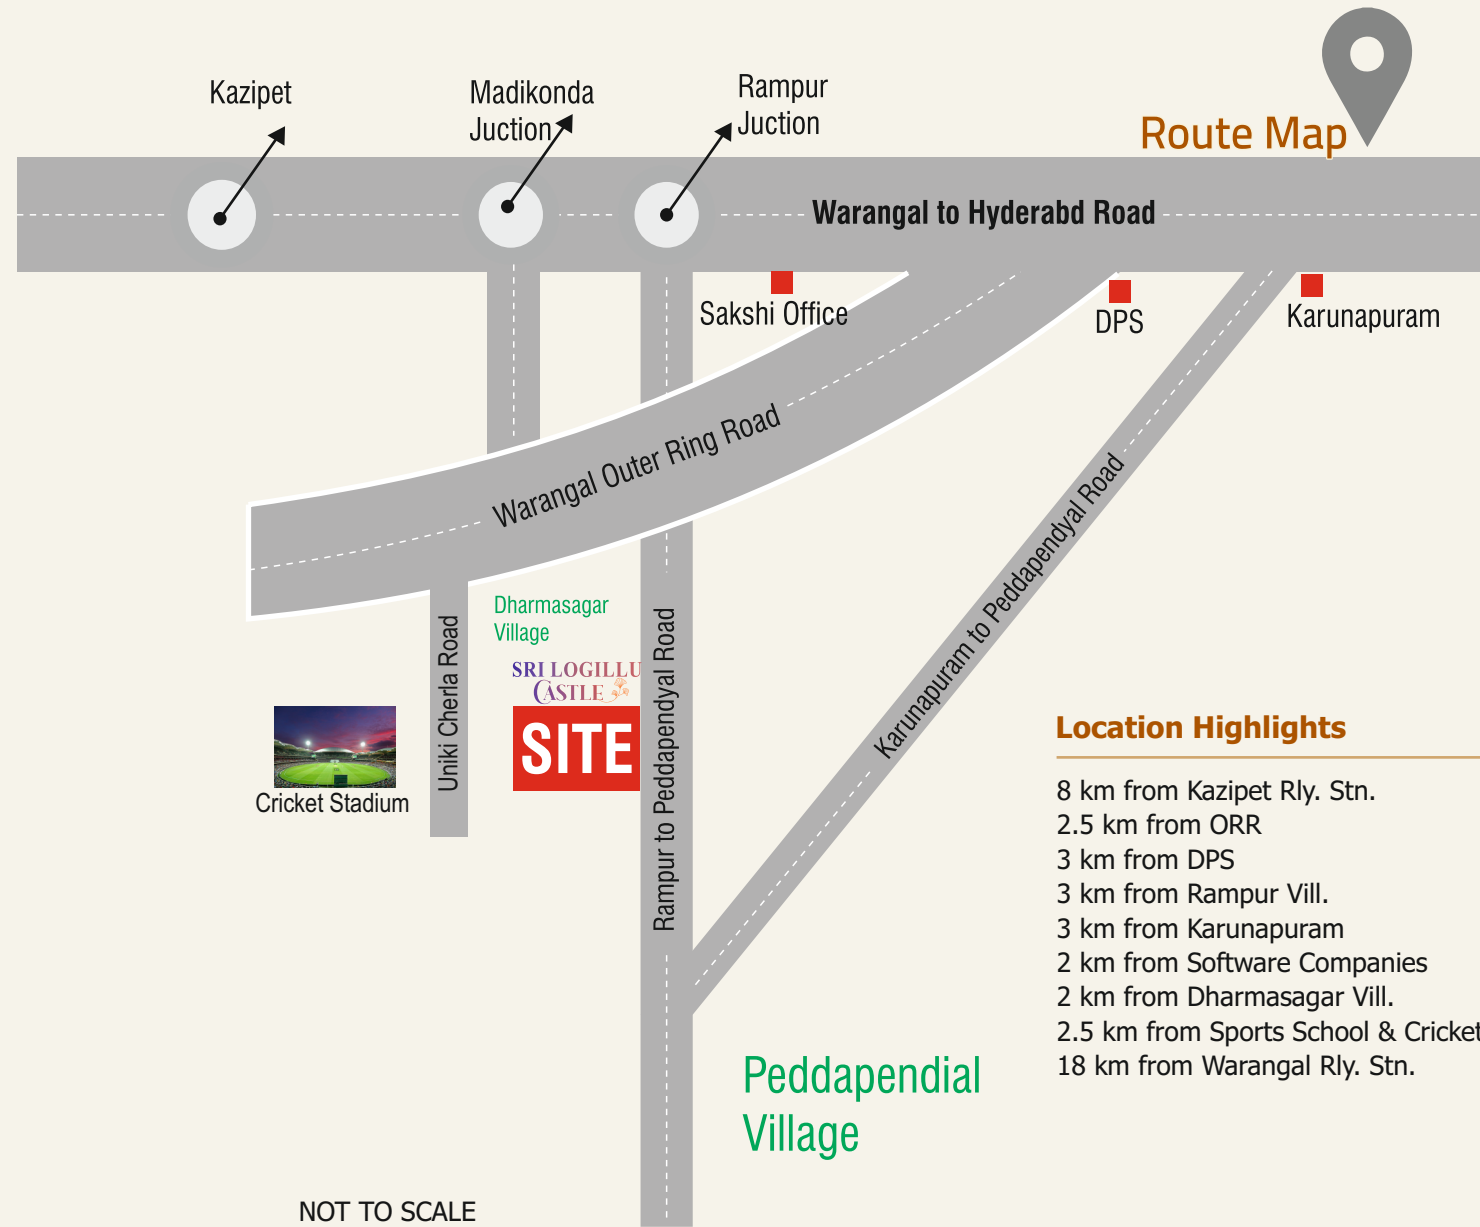 Kazipet
Madikonda
Juction
Rampur
Juction
Route Map
Warangal to Hyderabd Road
Sakshi Office
DPS
Karunapuram
Warangal Outer Ring Road
Karunapuram to Peddapendyal Road
Dharmasagar
Village
Uniki Cherla Road
Rampur to Peddapendyal Road
SRI LOGILLU
CASTLE
SITE
Cricket Stadium
Location Highlights
8 km from Kazipet Rly. Stn.
2.5 km from ORR
3 km from DPS
3 km from Rampur Vill.
3 km from Karunapuram
2 km from Software Companies
2 km from Dharmasagar Vill.
2.5 km from Sports School & Cricket
18 km from Warangal Rly. Stn.
Peddapendial
Village
NOT TO SCALE